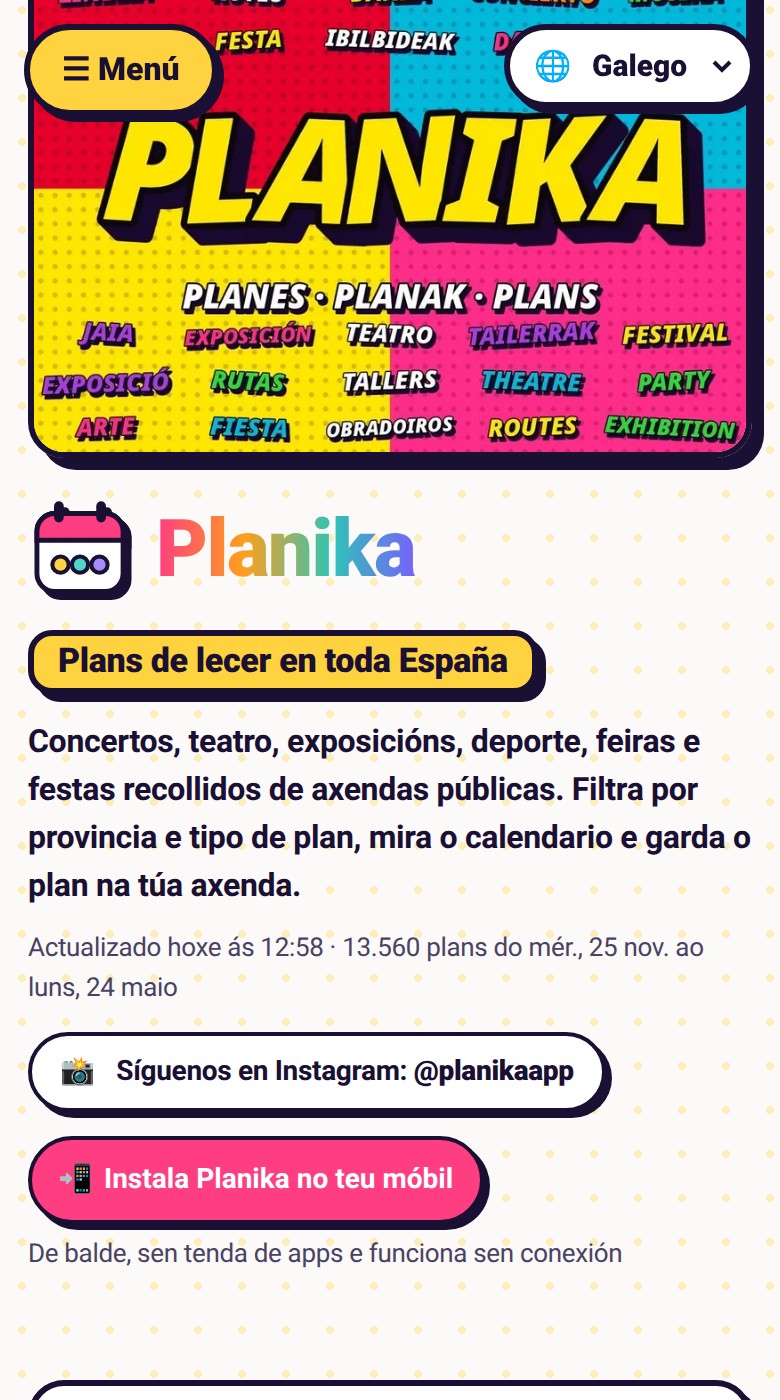 FESTA IBILBIDEAK
☰ Menú
Galego
PLANIKA
PLANES · PLANAK · PLANS
JAIA EXPOSICIÓN TEATRO TAILERRAK FESTIVAL
EXPOSICIÓ RUTAS TALLERS THEATRE PARTY
ARTE FIESTA OBRADOIROS ROUTES EXHIBITION
Planika
Plans de lecer en toda España
Concertos, teatro, exposicións, deporte, feiras e
festas recollidos de axendas públicas. Filtra por
provincia e tipo de plan, mira o calendario e garda o
plan na túa axenda.
Actualizado hoxe ás 12:58 · 13.560 plans do mér., 25 nov. ao
luns, 24 maio
Síguenos en Instagram: @planikaapp
Instala Planika no teu móbil
De balde, sen tenda de apps e funciona sen conexión